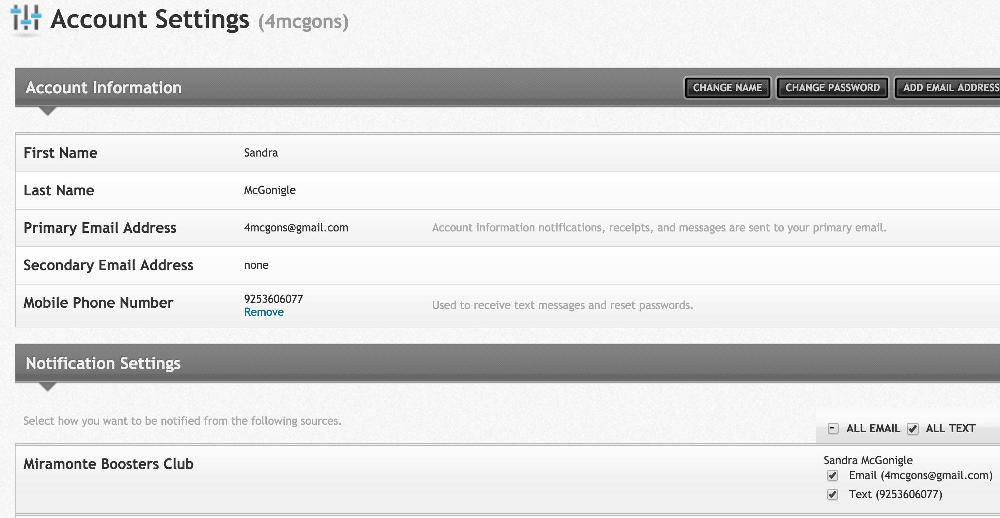 Account Settings (4mcgons)
Account Information
CHANGE NAME
CHANGE PASSWORD
ADD EMAIL ADDRESS
First Name
Sandra
Last Name
McGonigle
Primary Email Address
4mcgons@gmail.com
Account information notifications, receipts, and messages are sent to your primary email.
Secondary Email Address
none
Mobile Phone Number
9253606077
Remove
Used to receive text messages and reset passwords.
Notification Settings
Select how you want to be notified from the following sources.
ALL EMAIL
ALL TEXT
Miramonte Boosters Club
Sandra McGonigle
Email (4mcgons@gmail.com)
Text (9253606077)